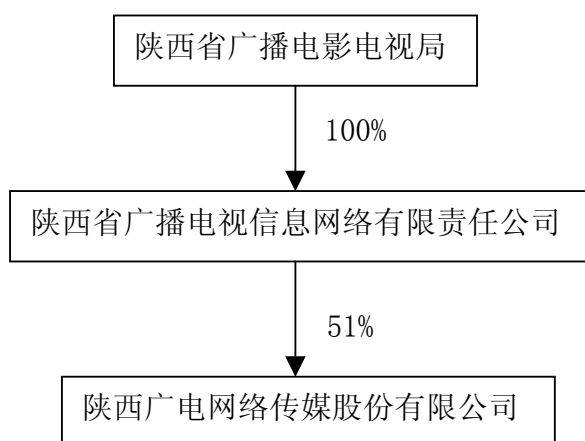 陕西省广播电影电视局
100%
陕西省广播电视信息网络有限责任公司
51%
陕西广电网络传媒股份有限公司